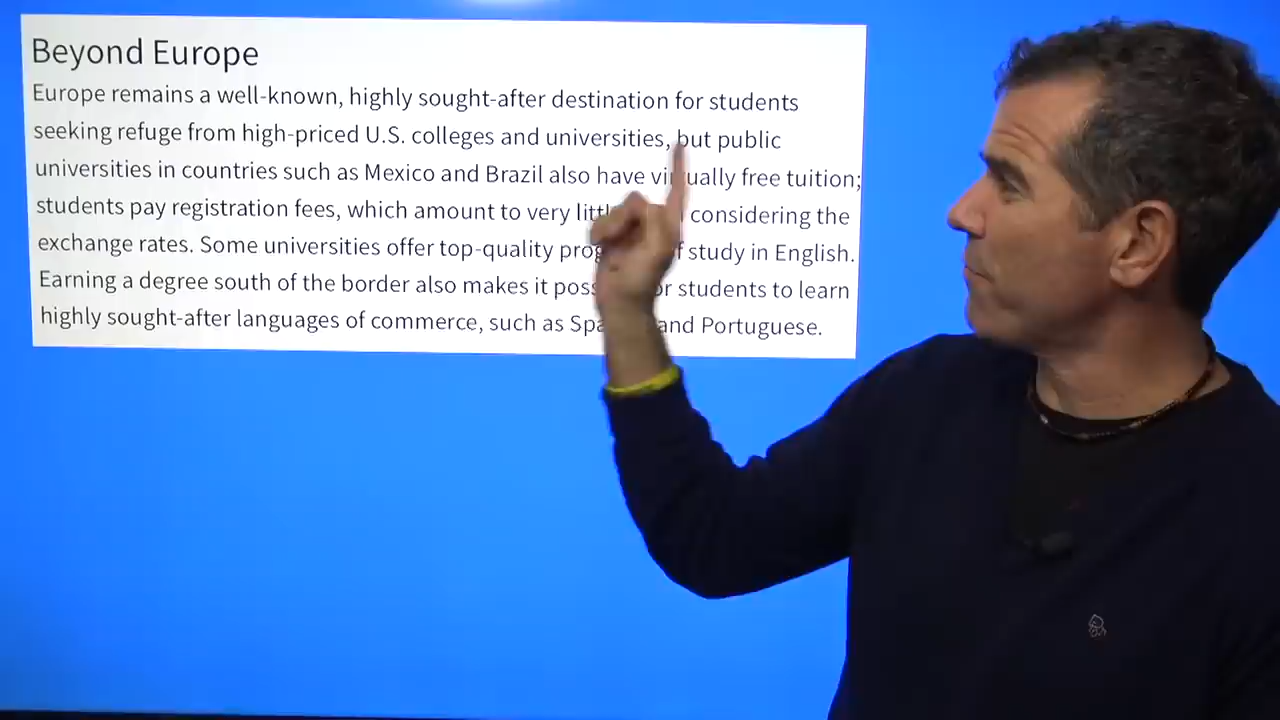 Beyond Europe
Europe remains a well-known, highly sought-after destination for students
seeking refuge from high-priced U.S. colleges and universities, but public
universities in countries such as Mexico and Brazil also have virtually free tuition;
students pay registration fees, which amount to very considering the
exchange rates. Some universities offer top-quality study in English.
Earning a degree south of the border also makes it students to learn
highly sought-after languages of commerce, such as and Portuguese.